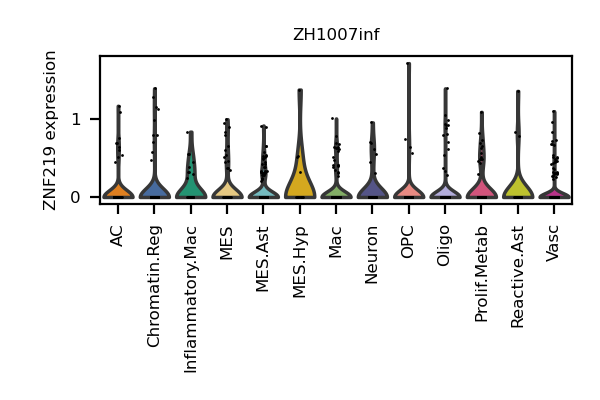 ZH1007inf
ZNF219 expression
1
0
AC
Chromatin.Reg
Inflammatory.Mac
MES
MES.Ast
MES.Hyp
Mac
Neuron
OPC
Oligo
Prolif.Metab
Reactive.Ast
Vasc